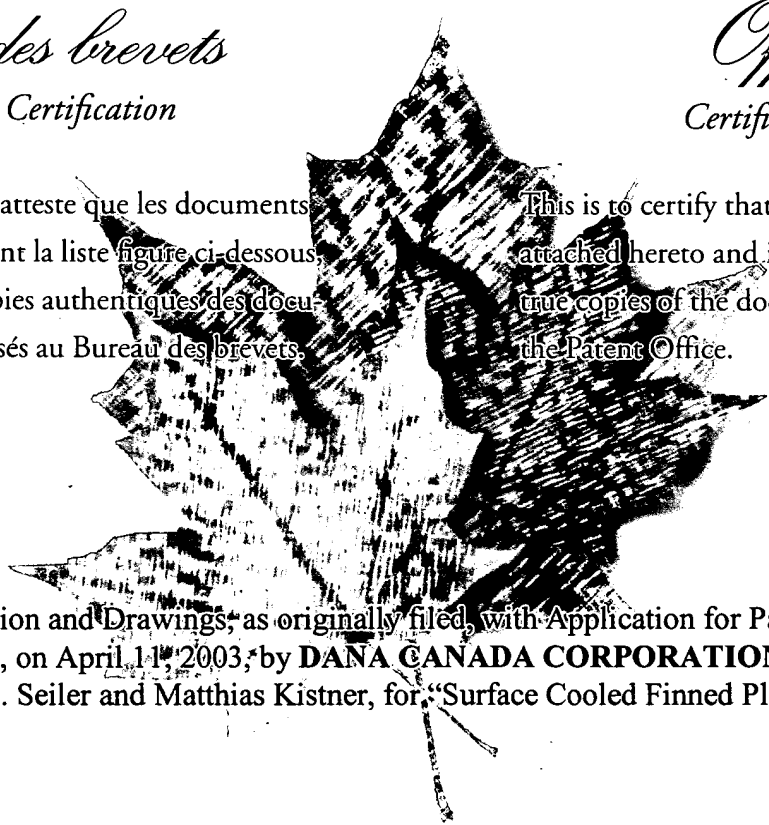 des brevets
Certification
atteste que les documents
nt la liste figure ci-dessous,
pies authentiques des docu-
sés au Bureau des brevets.
Certifi
This is to certify that
attached hereto and i
true copies of the do
the Patent Office.
ion and Drawings, as originally filed, with Application for Pa
, on April 11, 2003, by DANA CANADA CORPORATION
. Seiler and Matthias Kistner, for “Surface Cooled Finned Pl